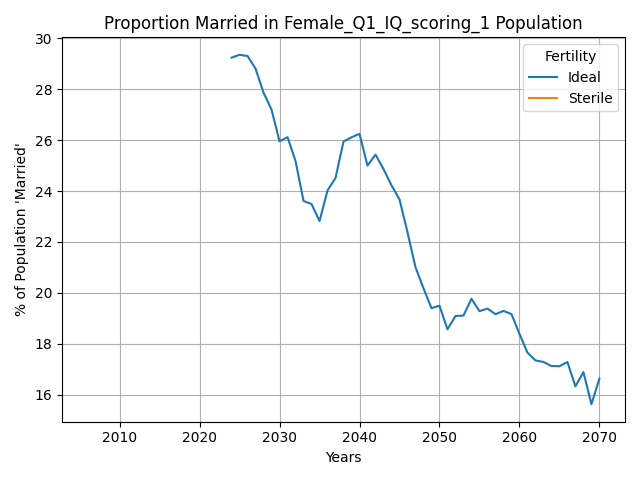 Proportion Married in Female_Q1_IQ_scoring_1 Population
30
28
26
24
22
20
18
16
% of Population 'Married'
Fertility
Ideal
Sterile
2010 2020 2030 2040 2050 2060 2070
Years